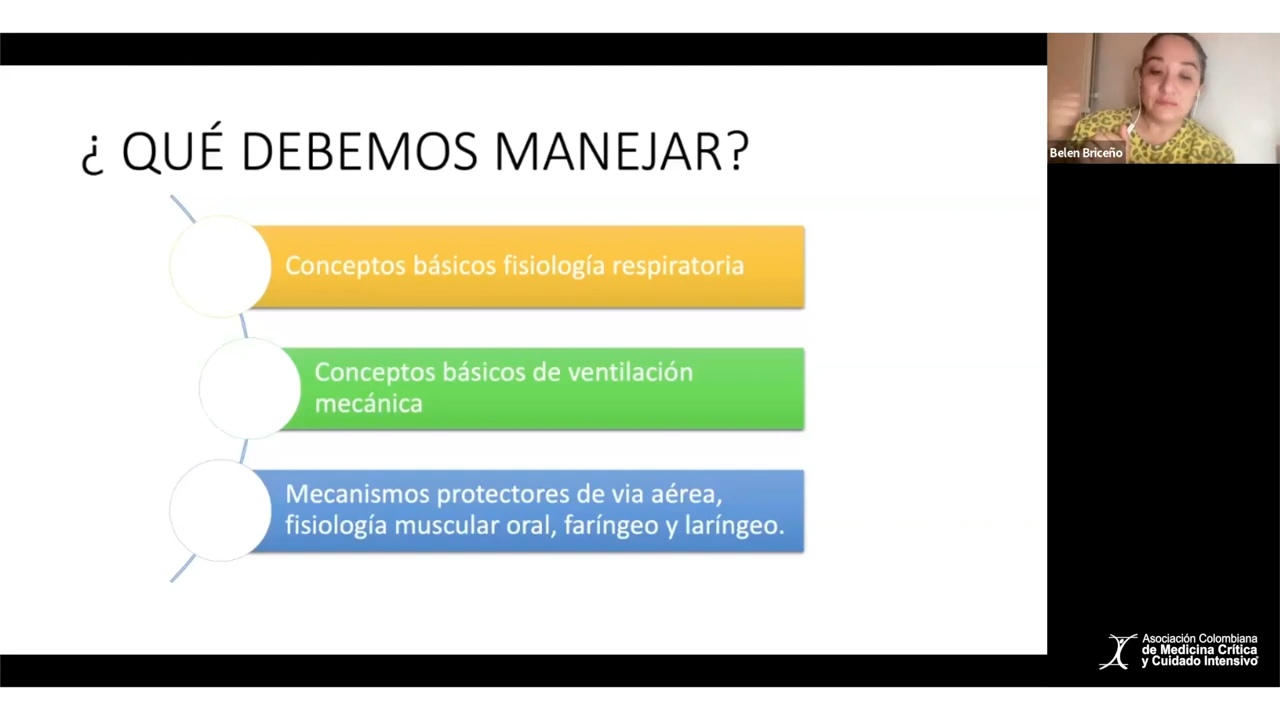 ¿ QUÉ DEBEMOS MANEJAR?
Conceptos básicos fisiología respiratoria
Conceptos básicos de ventilación
mecánica
Mecanismos protectores de via aérea,
fisiología muscular oral, faríngeo y laríngeo.
Belen Briceño
Asociación Colombiana
de Medicina Crítica
y Cuidado Intensivo